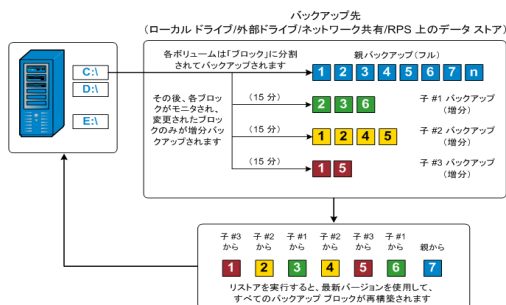 バックアップ先
(ローカルドライブ/外部ドライブ/ネットワーク共有/RPS 上のデータ ストア)
C:\
D:\
E:\
各ボリュームは「ブロック」に分割
されてバックアップされます
親バックアップ(フル)
1 2 3 4 5 6 7 n
その後、各ブロッ
クがモニタされ、
変更されたブロ
ックのみが増分バッ
クアップされます
(15 分)
2 3 6
子 #1 バックアップ
(増分)
(15 分)
1 2 4 5
子 #2 バックアップ
(増分)
(15 分)
1 5
子 #3 バックアップ
(増分)
子 #3 子 #2 子 #1 子 #2 子 #3 子 #1
から から から から から から 親から
1 2 3 4 5 6 7
リストアを実行すると、最新バージョンを使用して、
すべてのバックアップ ブロックが再構築されます